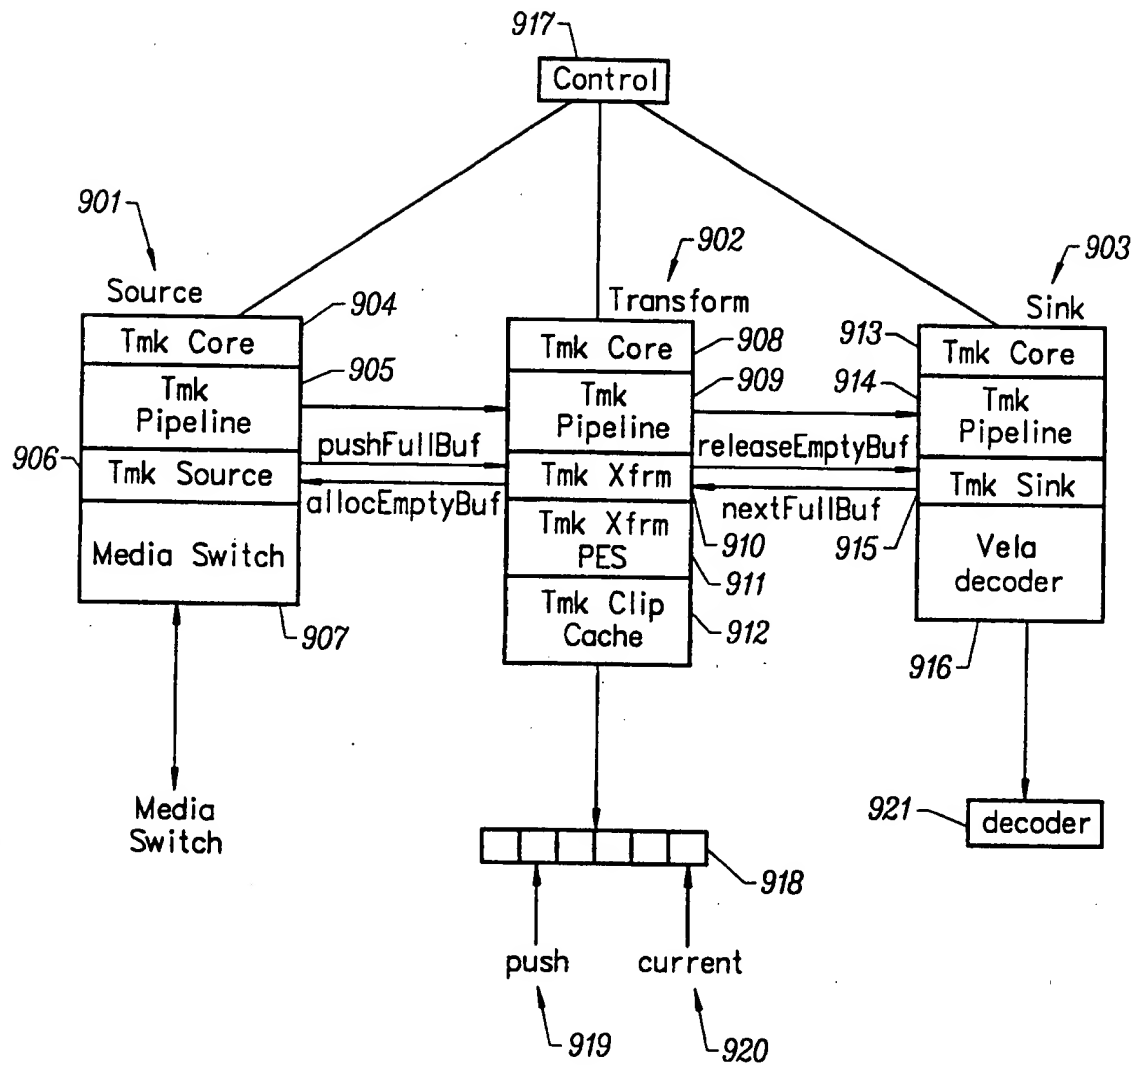 917
Control
901
Source
904
Tmk Core
905
Tmk
Pipeline
906
Tmk Source
Media Switch
907
Media
Switch
pushFullBuf
allocEmptyBuf
902
Transform
908
Tmk Core
909
Tmk
Pipeline
Tmk Xfrm
910
Tmk Xfrm
PES
911
Tmk Clip
Cache
912
releaseEmptyBuf
nextFullBuf
903
Sink
913
Tmk Core
914
Tmk
Pipeline
Tmk Sink
915
Vela
decoder
916
921
decoder
918
push
current
919
920